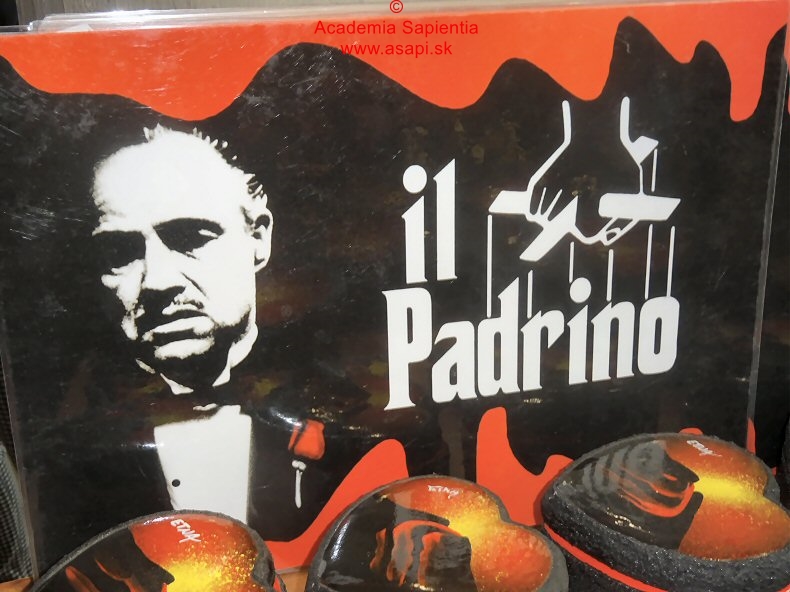 ©
Academia Sapientia
www.asapi.sk
il
Padrino
ETNA
ETNA
ETNA